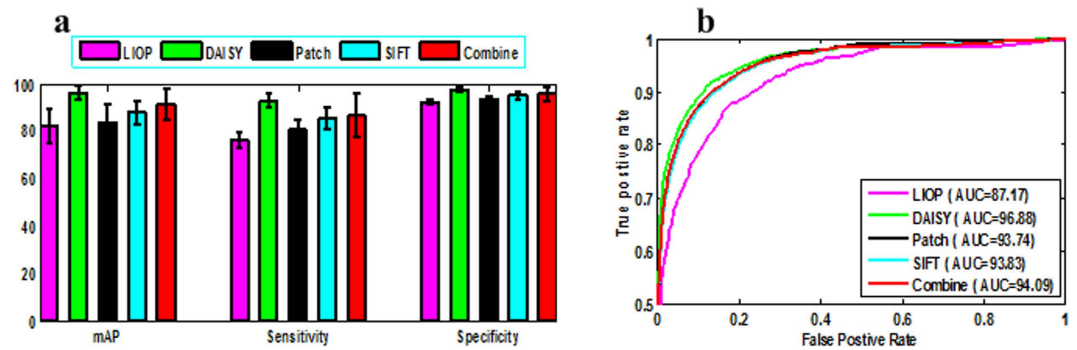 a
LIOP DAISY Patch SIFT Combine
100
80
60
40
20
0
mAP Sensitivity Specificity
b
1
0.9
0.8
0.7
0.6
0.5
True positive rate
LIOP ( AUC=87.17)
DAISY ( AUC=96.88)
Patch ( AUC=93.74)
SIFT ( AUC=93.83)
Combine ( AUC=94.09)
0 0.2 0.4 0.6 0.8 1
False Postive Rate